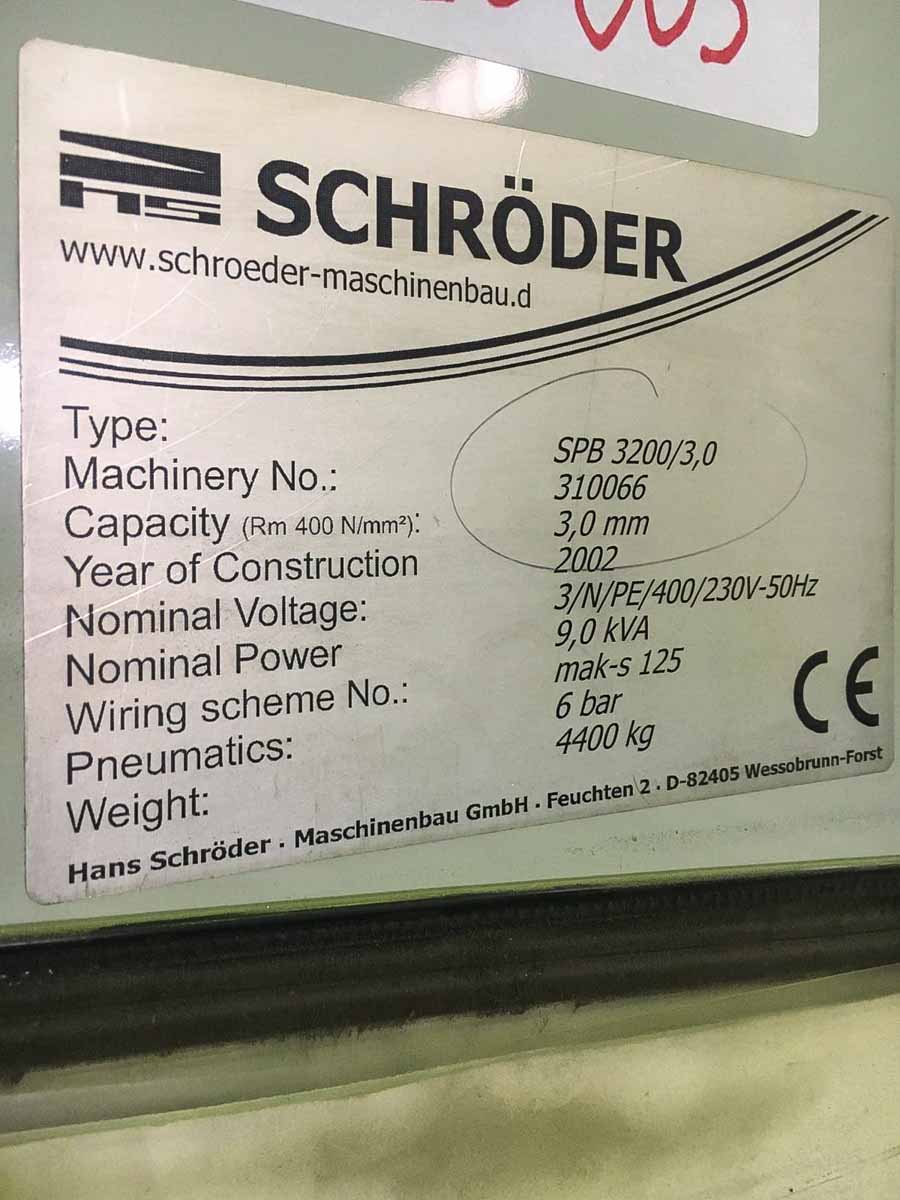 005
hs SCHRÖDER
www.schroeder-maschinenbau.d
Type: SPB 3200/3,0
Machinery No.: 310066
Capacity (Rm 400 N/mm²): 3,0 mm
Year of Construction 2002
Nominal Voltage: 3/N/PE/400/230V-50Hz
Nominal Power 9,0 kVA
Wiring scheme No.: mak-s 125
Pneumatics: 6 bar
Weight: 4400 kg
CE
Hans Schröder . Maschinenbau GmbH . Feuchten 2 . D-82405 Wessobrunn-Forst